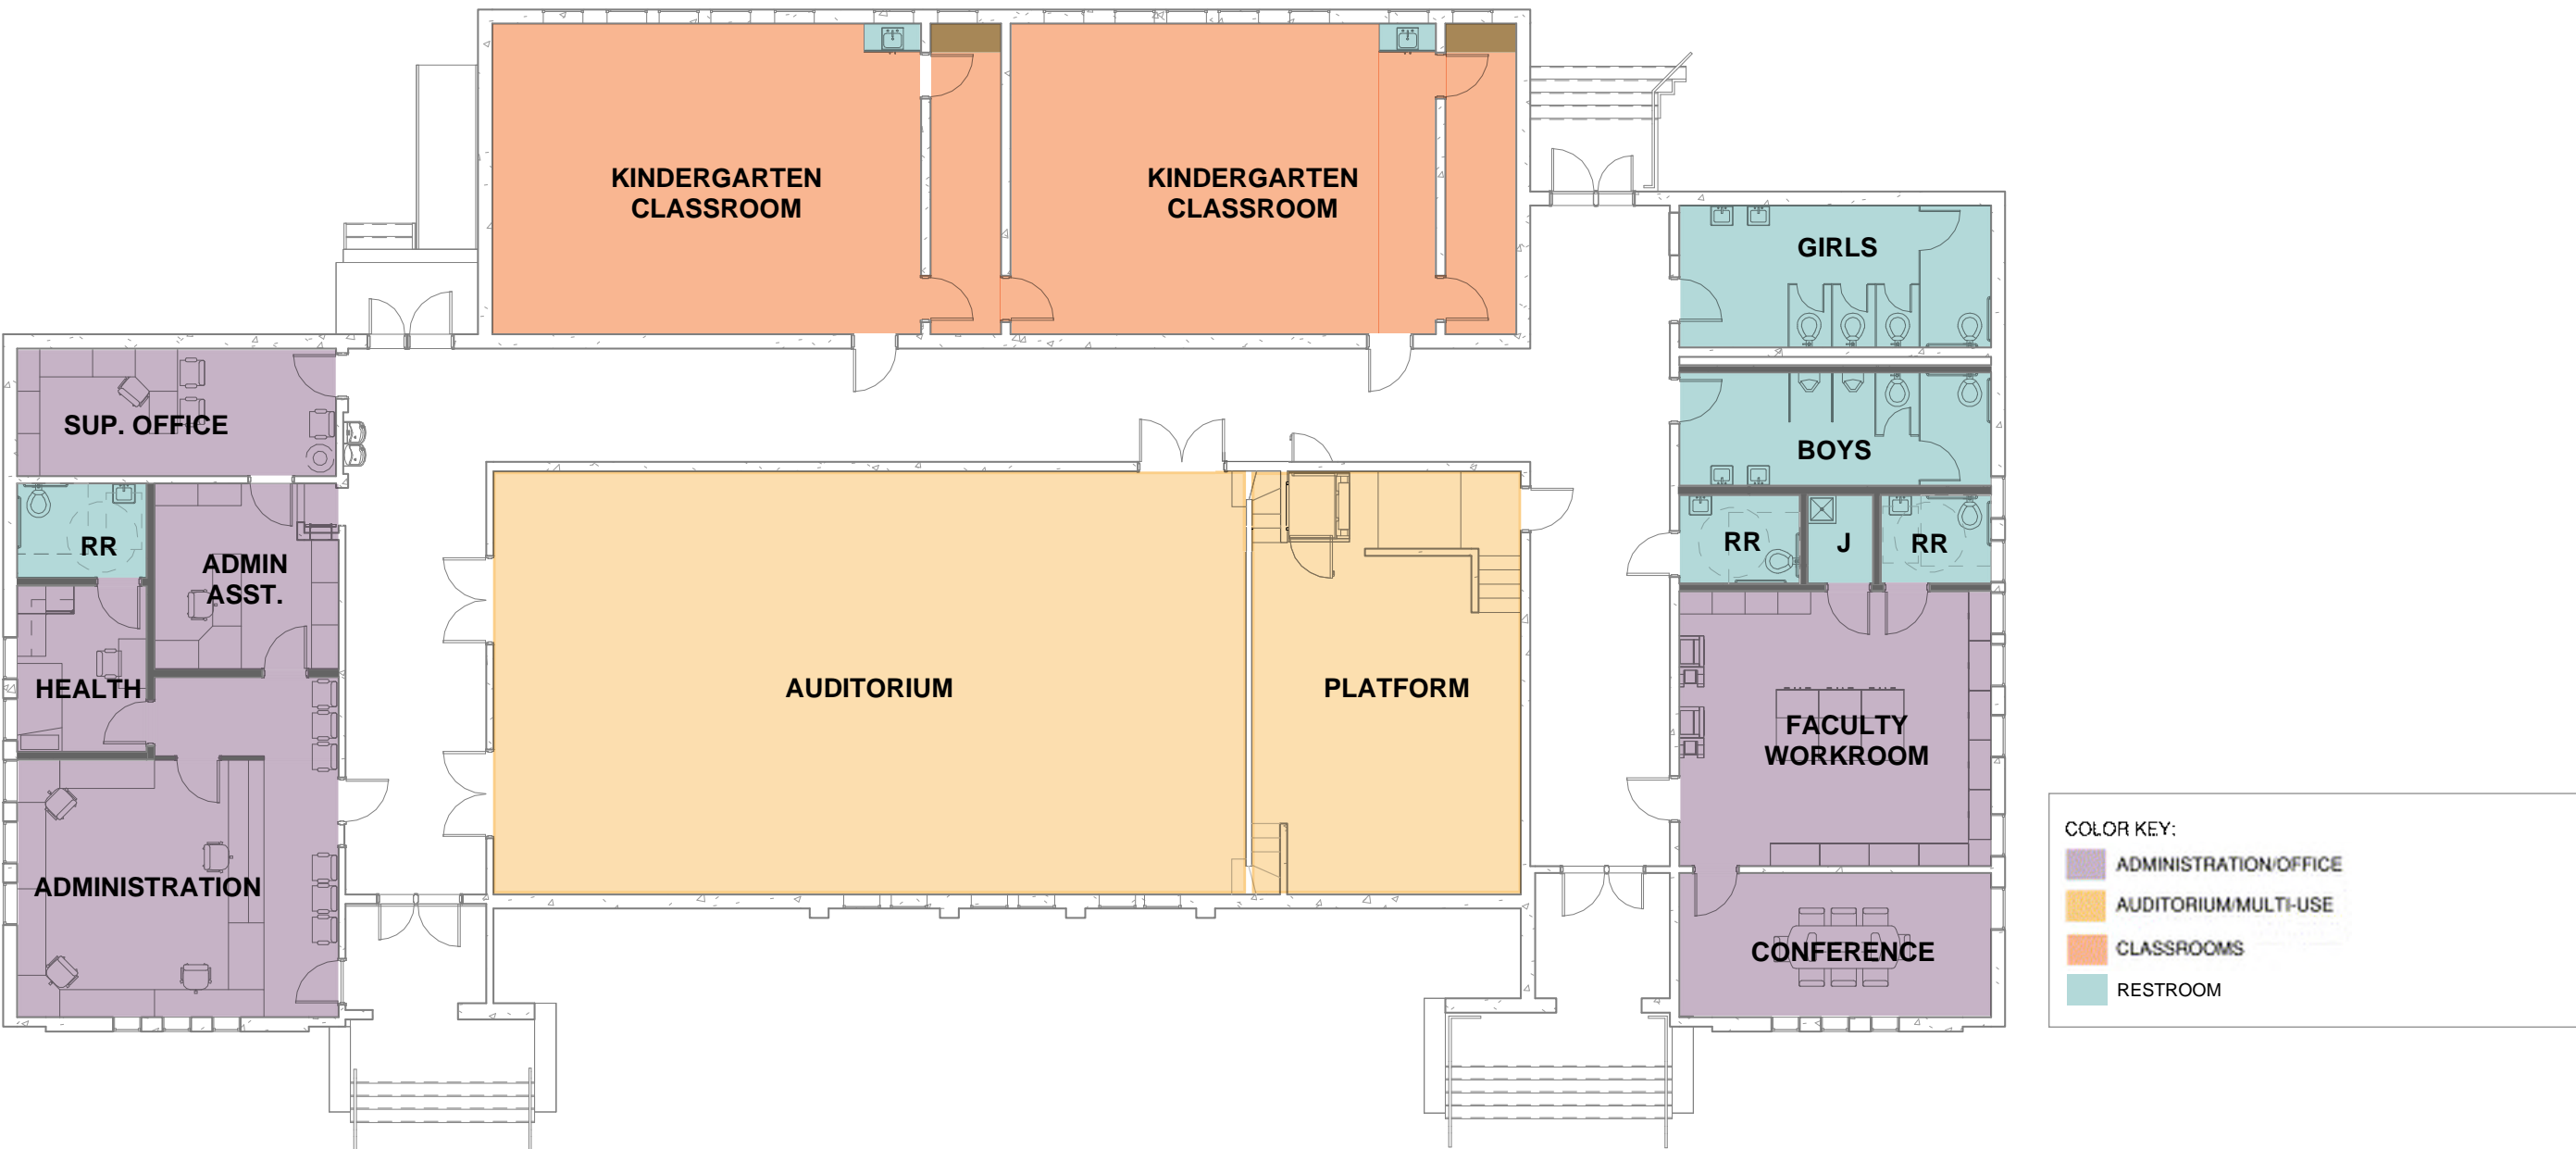 KINDERGARTEN
CLASSROOM
KINDERGARTEN
CLASSROOM
GIRLS
SUP. OFFICE
BOYS
RR
ADMIN
ASST.
RR
J
RR
HEALTH
AUDITORIUM
PLATFORM
FACULTY
WORKROOM
ADMINISTRATION
CONFERENCE
COLOR KEY:
ADMINISTRATION/OFFICE
AUDITORIUM/MULTI-USE
CLASSROOMS
RESTROOM